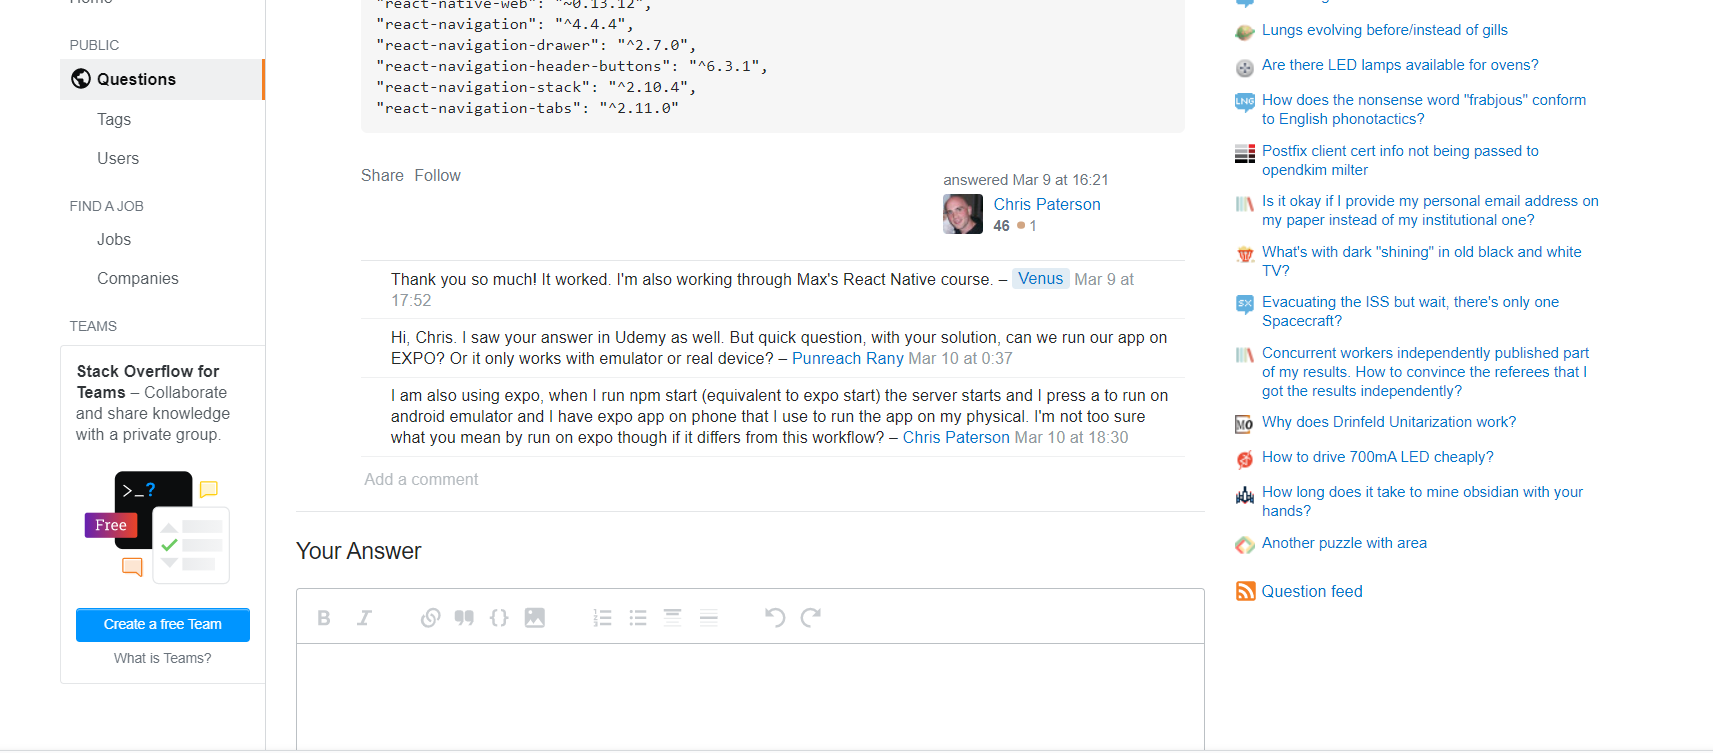 Home
PUBLIC
Questions
Tags
Users
FIND A JOB
Jobs
Companies
TEAMS
Stack Overflow for
Teams – Collaborate
and share knowledge
with a private group.
>_?
Free
Create a free Team
What is Teams?
"react-native-web": "~0.13.12",
"react-navigation": "^4.4.4",
"react-navigation-drawer": "^2.7.0",
"react-navigation-header-buttons": "^6.3.1",
"react-navigation-stack": "^2.10.4",
"react-navigation-tabs": "^2.11.0"
Share Follow
answered Mar 9 at 16:21
Chris Paterson
46 1
Thank you so much! It worked. I'm also working through Max's React Native course. – Venus Mar 9 at
17:52
Hi, Chris. I saw your answer in Udemy as well. But quick question, with your solution, can we run our app on
EXPO? Or it only works with emulator or real device? – Punreach Rany Mar 10 at 0:37
I am also using expo, when I run npm start (equivalent to expo start) the server starts and I press a to run on
android emulator and I have expo app on phone that I use to run the app on my physical. I'm not too sure
what you mean by run on expo though if it differs from this workflow? – Chris Paterson Mar 10 at 18:30
Add a comment
Your Answer
B I {}
Lungs evolving before/instead of gills
Are there LED lamps available for ovens?
LNG
How does the nonsense word "frabjous" conform
to English phonotactics?
Postfix client cert info not being passed to
opendkim milter
Is it okay if I provide my personal email address on
my paper instead of my institutional one?
What's with dark "shining" in old black and white
TV?
SX
Evacuating the ISS but wait, there's only one
Spacecraft?
Concurrent workers independently published part
of my results. How to convince the referees that I
got the results independently?
MO
Why does Drinfeld Unitarization work?
How to drive 700mA LED cheaply?
How long does it take to mine obsidian with your
hands?
Another puzzle with area
Question feed